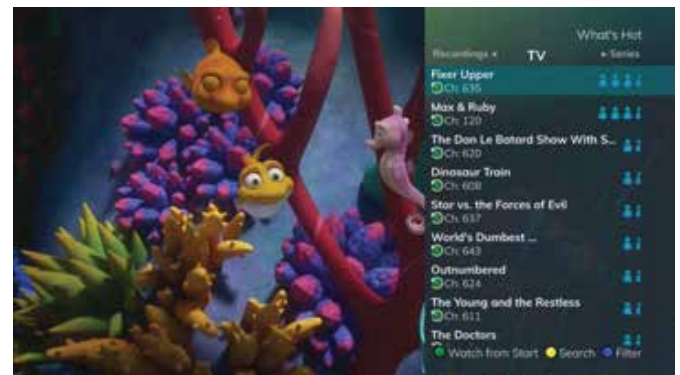 What's Hot
Recordings TV Series
Fixer Upper
Ch: 635
Max & Ruby
Ch: 120
The Dan Le Batard Show With S...
Ch: 620
Dinosaur Train
Ch: 608
Star vs. the Forces of Evil
Ch: 637
World's Dumbest ...
Ch: 643
Outnumbered
Ch: 624
The Young and the Restless
Ch: 611
The Doctors
Watch from Start Search Filter